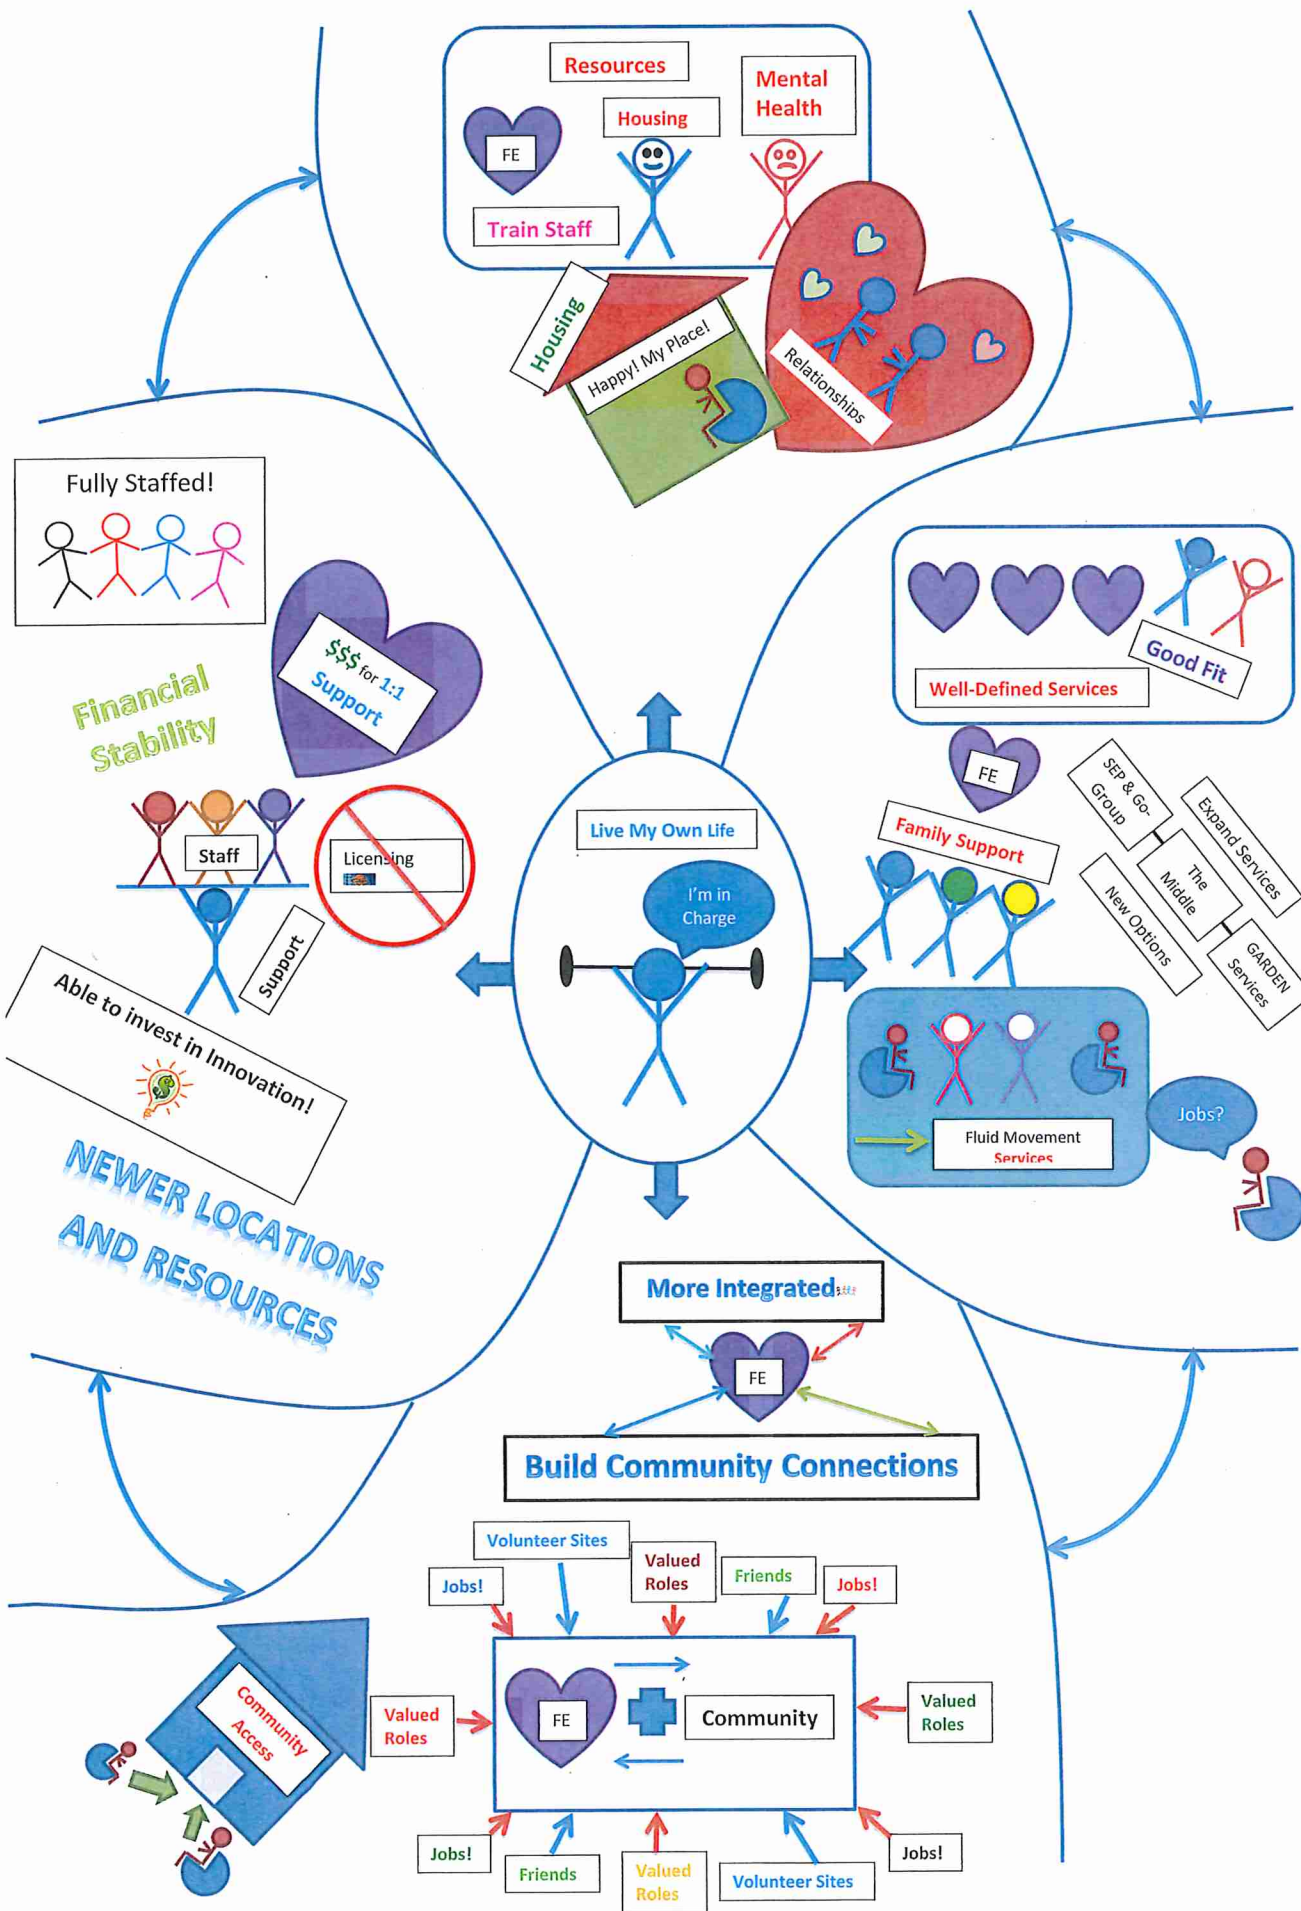 Resources
Mental
Health
Housing
FE
Train Staff
Housing
Happy! My Place!
Relationships
Fully Staffed!
$$$ for 1:1
Support
Financial
Stability
Staff
Licensing
Support
Able to invest in Innovation!
$
NEWER LOCATIONS
AND RESOURCES
Live My Own Life
I'm in
Charge
Good Fit
Well-Defined Services
FE
Family Support
SEP & Go-
Group
Expand Services
The
Middle
New Options
GARDEN
Services
Fluid Movement
Services
Jobs?
More Integrated
FE
Build Community Connections
Volunteer Sites
Valued
Roles
Friends
Jobs!
Jobs!
Community
Access
Valued
Roles
FE
Community
Valued
Roles
Jobs!
Friends
Valued
Roles
Volunteer Sites
Jobs!